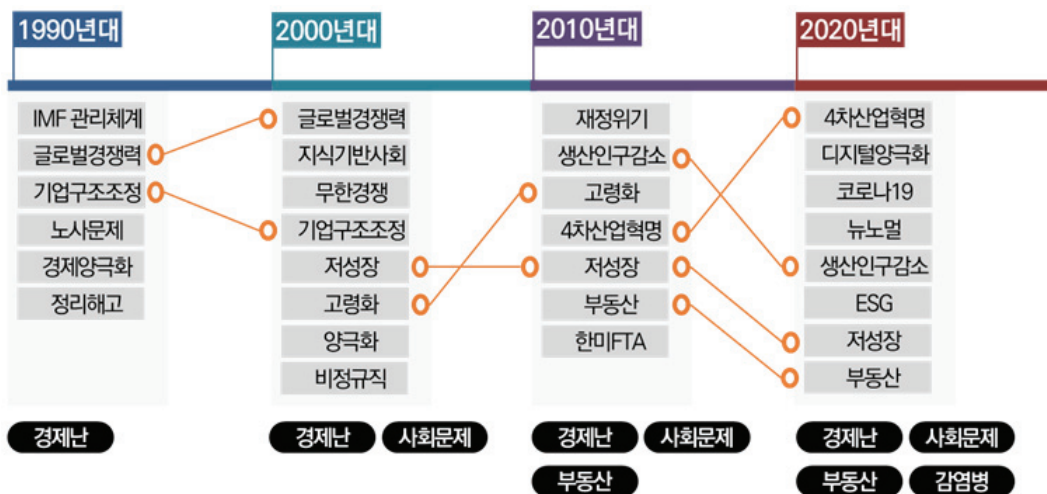 1990년대
IMF 관리체계
글로벌경쟁력
기업구조조정
노사문제
경제양극화
정리해고
경제난
2000년대
글로벌경쟁력
지식기반사회
무한경쟁
기업구조조정
저성장
고령화
양극화
비정규직
경제난
사회문제
2010년대
재정위기
생산인구감소
고령화
4차산업혁명
저성장
부동산
한미FTA
경제난
사회문제
부동산
2020년대
4차산업혁명
디지털양극화
코로나19
뉴노멀
생산인구감소
ESG
저성장
부동산
경제난
사회문제
부동산
감염병